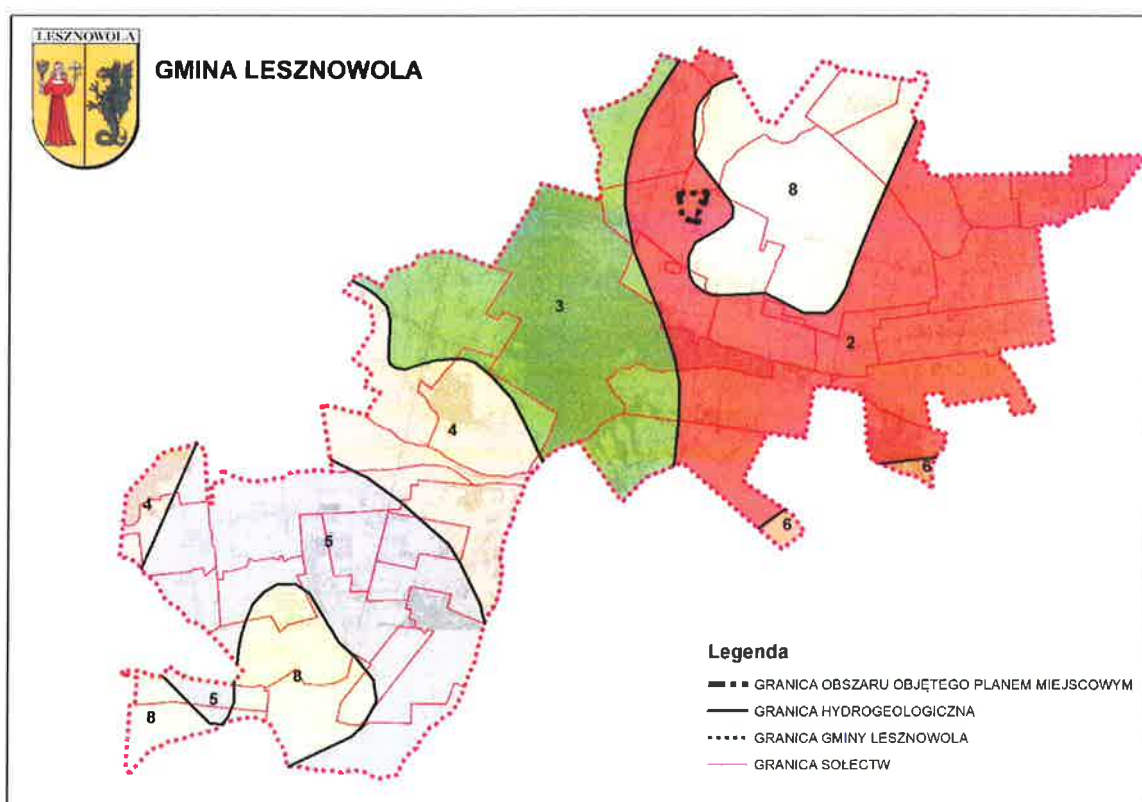 LESZNOWOLA
GMINA LESZNOWOLA
8
3
2
4
6
4
6
5
8
5
8
Legenda
GRANICA OBSZARU OBJĘTEGO PLANEM MIEJSCOWYM
GRANICA HYDROGEOLOGICZNA
GRANICA GMINY LESZNOWOLA
GRANICA SOŁECTW